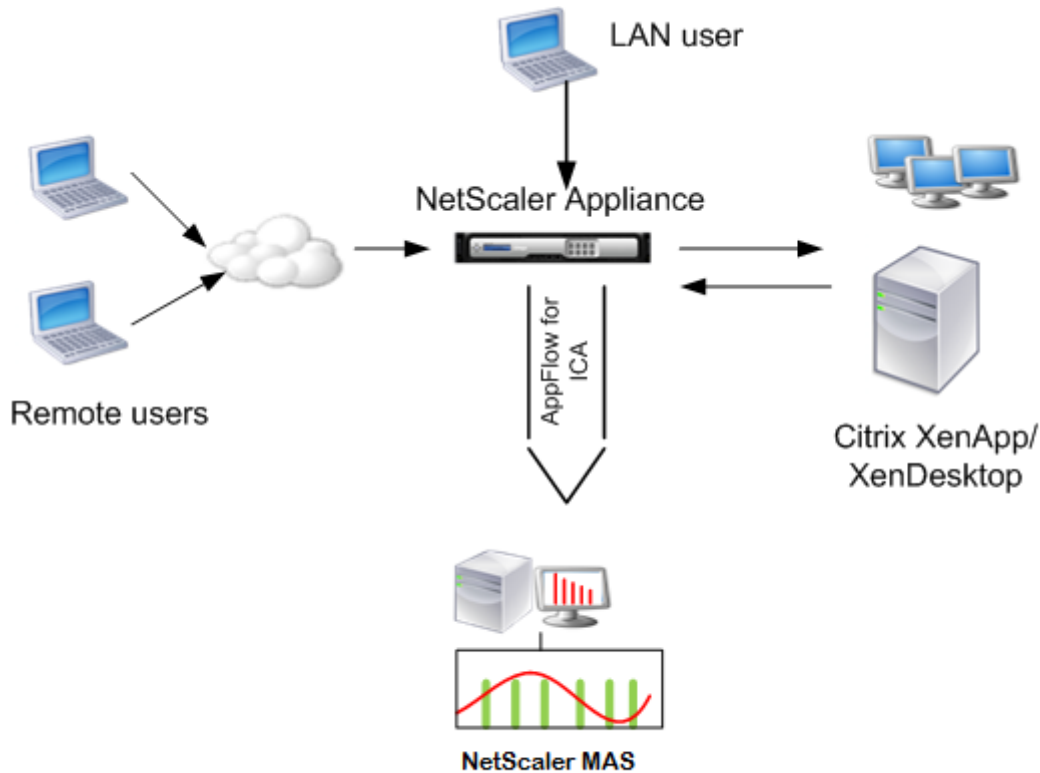 LAN user
NetScaler Appliance
Remote users
AppFlow for
ICA
Citrix XenApp/
XenDesktop
NetScaler MAS